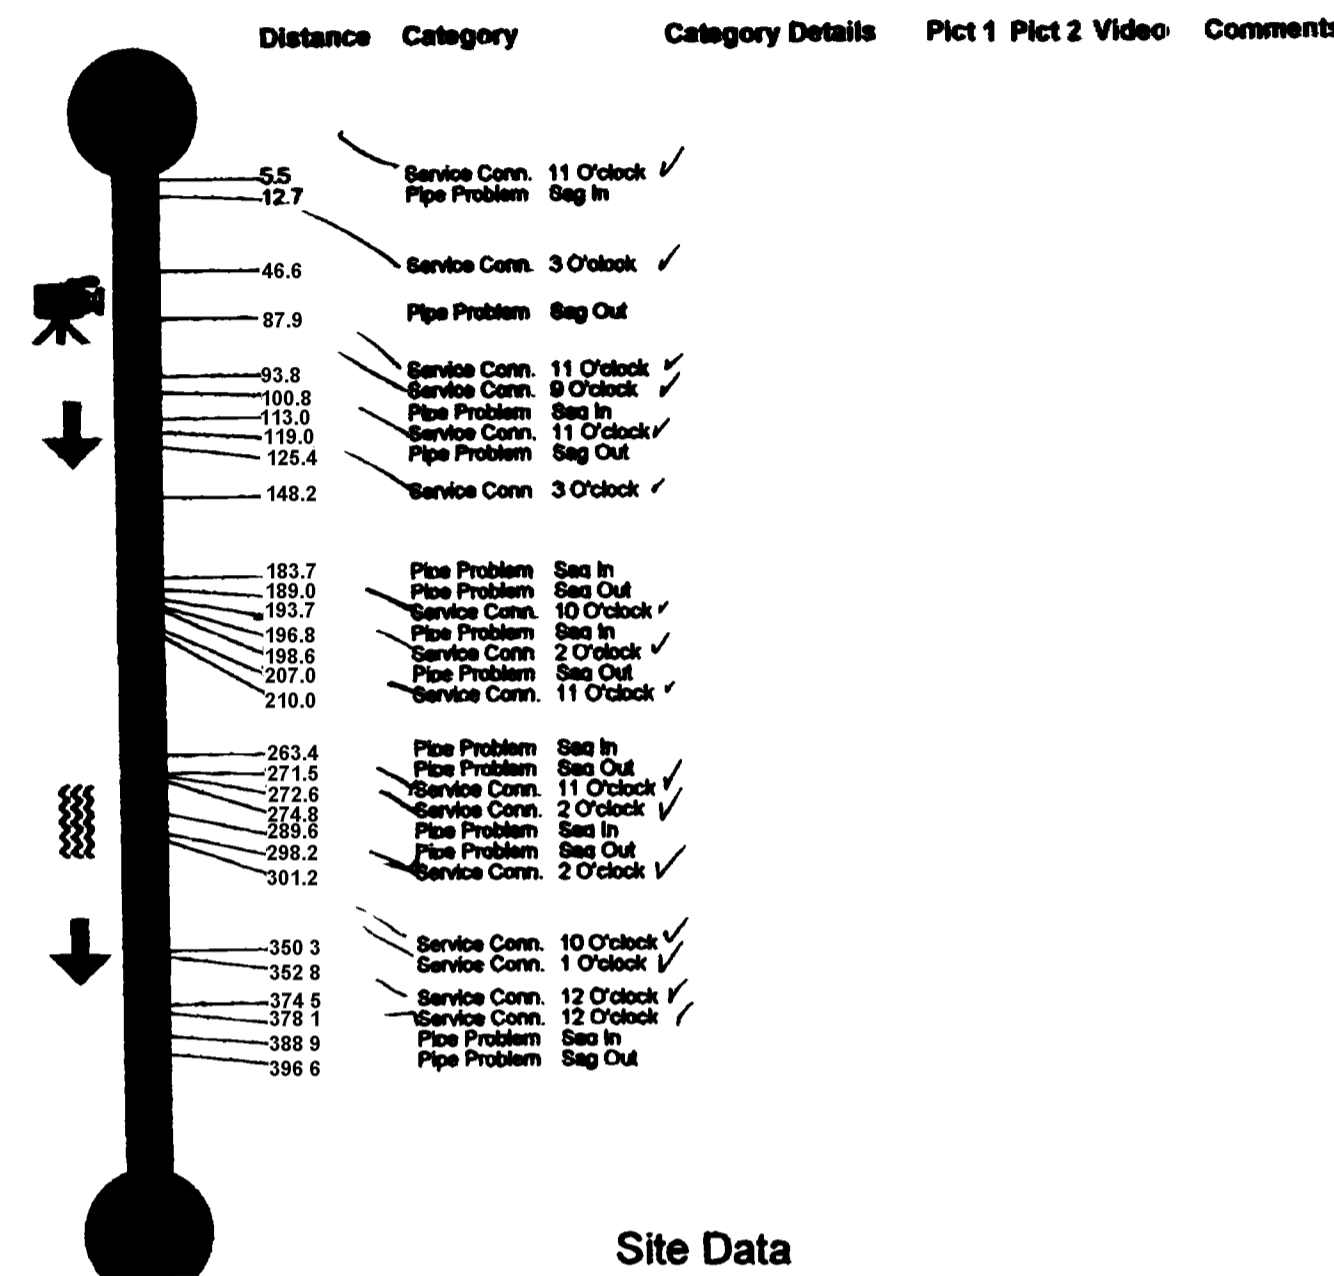 Distance Category Category Details Pict 1 Pict 2 Video Comments
5.5 Service Conn. 11 O'clock ✓
12.7 Pipe Problem Sag In
46.6 Service Conn. 3 O'clock ✓
87.9 Pipe Problem Sag Out
93.8 Service Conn. 11 O'clock ✓
100.8 Service Conn. 9 O'clock ✓
113.0 Pipe Problem Sag In
119.0 Service Conn. 11 O'clock ✓
125.4 Pipe Problem Sag Out
148.2 Service Conn 3 O'clock ✓
183.7 Pipe Problem Sag In
189.0 Pipe Problem Sag Out
193.7 Service Conn. 10 O'clock ✓
196.8 Pipe Problem Sag In
198.6 Service Conn 2 O'clock ✓
207.0 Pipe Problem Sag Out
210.0 Service Conn. 11 O'clock ✓
263.4 Pipe Problem Sag In
271.5 Pipe Problem Sag Out
272.6 Service Conn. 11 O'clock ✓
274.8 Service Conn. 2 O'clock ✓
289.6 Pipe Problem Sag In
298.2 Pipe Problem Sag Out
301.2 Service Conn. 2 O'clock ✓
350 3 Service Conn. 10 O'clock ✓
352 8 Service Conn. 1 O'clock ✓
374 5 Service Conn. 12 O'clock ✓
378 1 Service Conn. 12 O'clock ✓
388 9 Pipe Problem Sag In
396 6 Pipe Problem Sag Out
Site Data